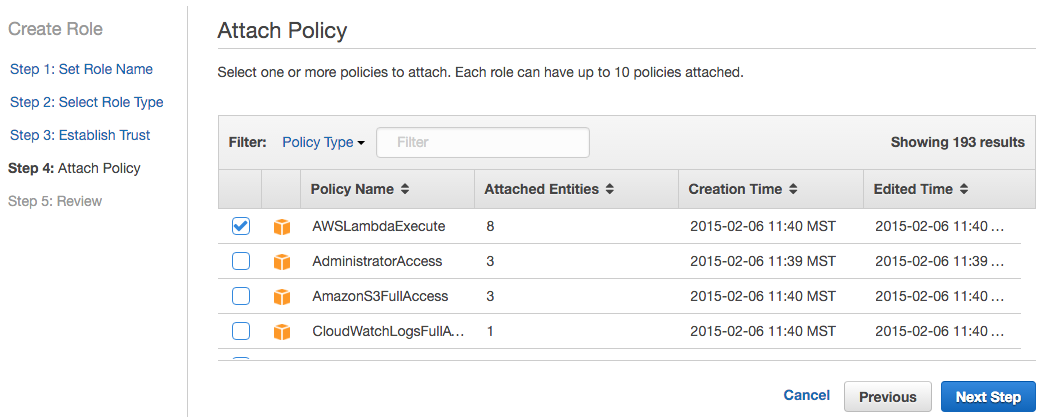 Create Role
Step 1: Set Role Name
Step 2: Select Role Type
Step 3: Establish Trust
Step 4: Attach Policy
Step 5: Review
Attach Policy
Select one or more policies to attach. Each role can have up to 10 policies attached.
Filter: Policy Type Filter Showing 193 results
Policy Name Attached Entities Creation Time Edited Time
AWSLambdaExecute 8 2015-02-06 11:40 MST 2015-02-06 11:40 …
AdministratorAccess 3 2015-02-06 11:39 MST 2015-02-06 11:39 …
AmazonS3FullAccess 3 2015-02-06 11:40 MST 2015-02-06 11:40 …
CloudWatchLogsFullA… 1 2015-02-06 11:40 MST 2015-02-06 11:40 …
Cancel Previous Next Step